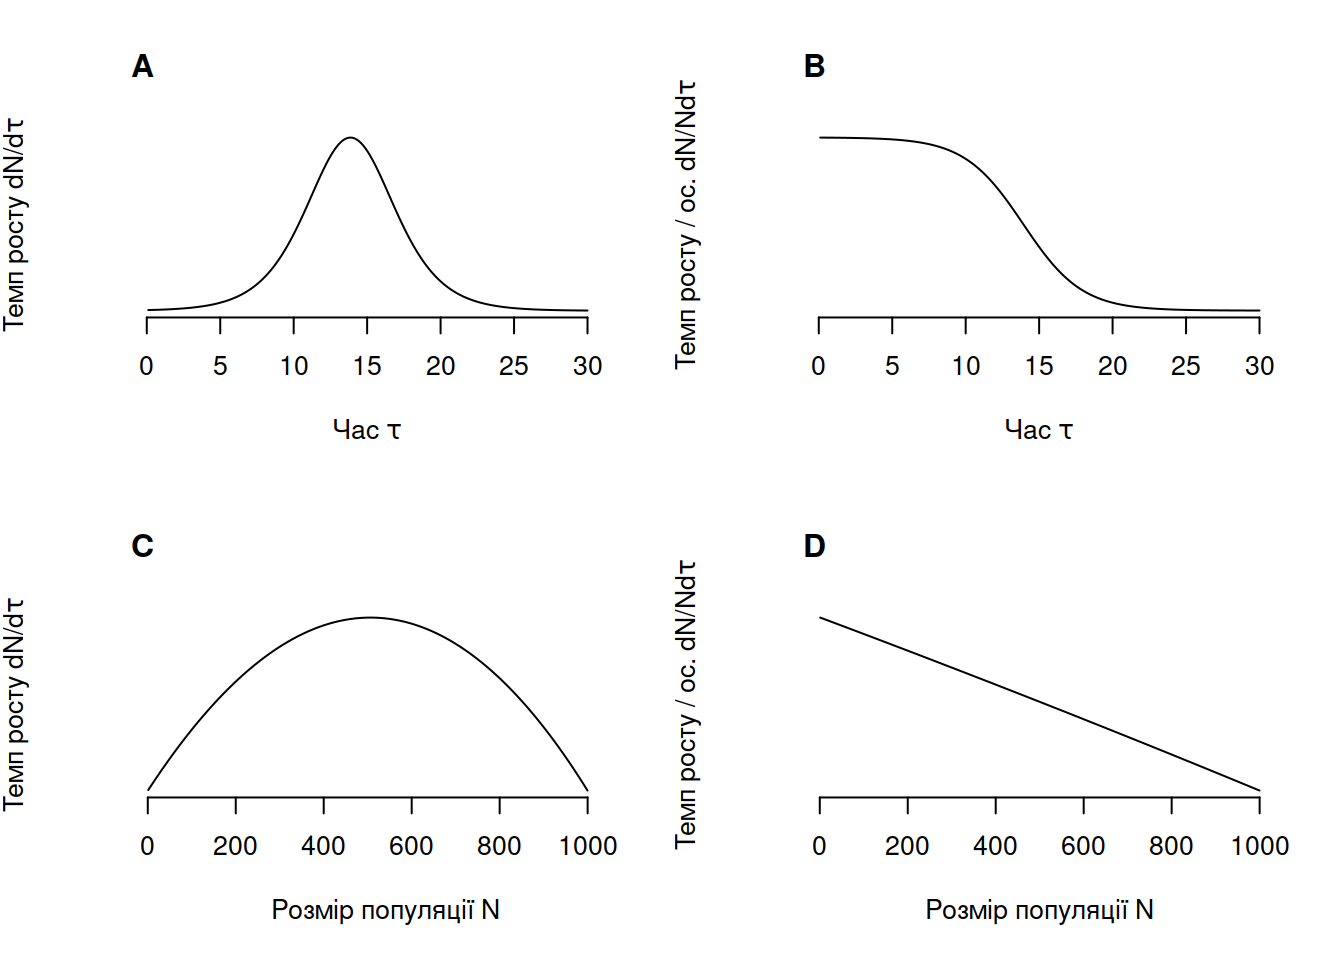 A
Темп росту dN/dτ
0 5 10 15 20 25 30
Час τ
B
Темп росту / ос. dN/Ndτ
0 5 10 15 20 25 30
Час τ
C
Темп росту dN/dτ
0 200 400 600 800 1000
Розмір популяції N
D
Темп росту / ос. dN/Ndτ
0 200 400 600 800 1000
Розмір популяції N